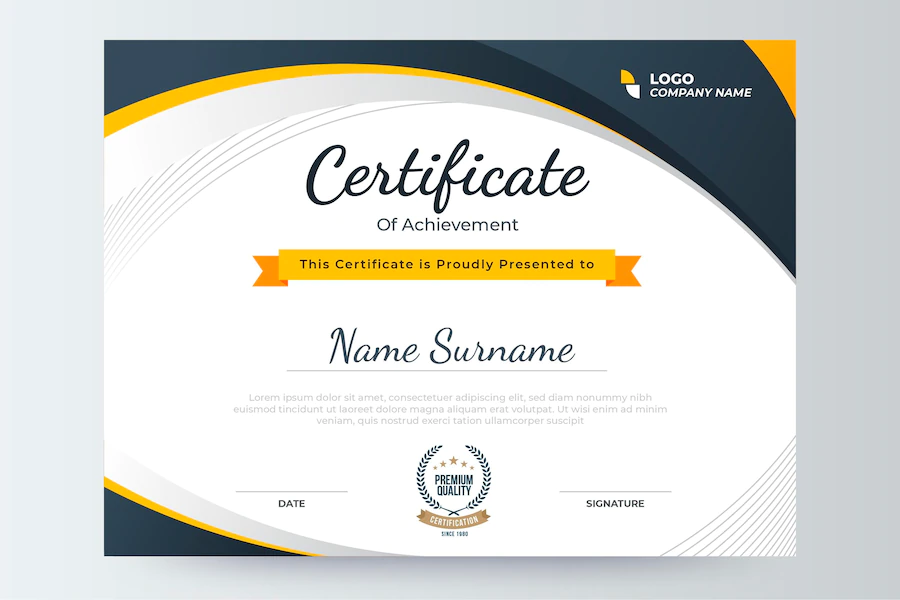 LOGO
COMPANY NAME
Certificate
Of Achievement
This Certificate is Proudly Presented to
Name Surname
Lorem ipsum dolor sit amet, consectetuer adipiscing elit, sed diam nonummy nibh
euismod tincidunt ut laoreet dolore magna aliquam erat volutpat. Ut wisi enim ad minim
veniam, quis nostrud exerci tation ullamcorper suscipit
PREMIUM
QUALITY
CERTIFICATION
SINCE 1980
DATE
SIGNATURE